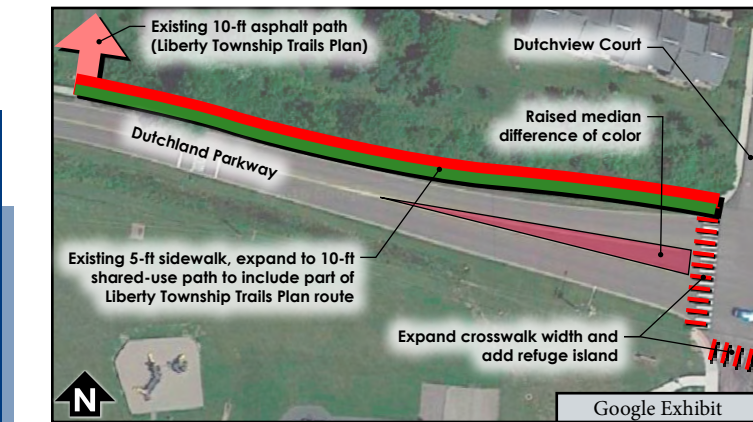 Existing 10-ft asphalt path
(Liberty Township Trails Plan)
Dutchview Court
Raised median
difference of color
Dutchland Parkway
Existing 5-ft sidewalk, expand to 10-ft
shared-use path to include part of
Liberty Township Trails Plan route
Expand crosswalk width and
add refuge island
N
Google Exhibit